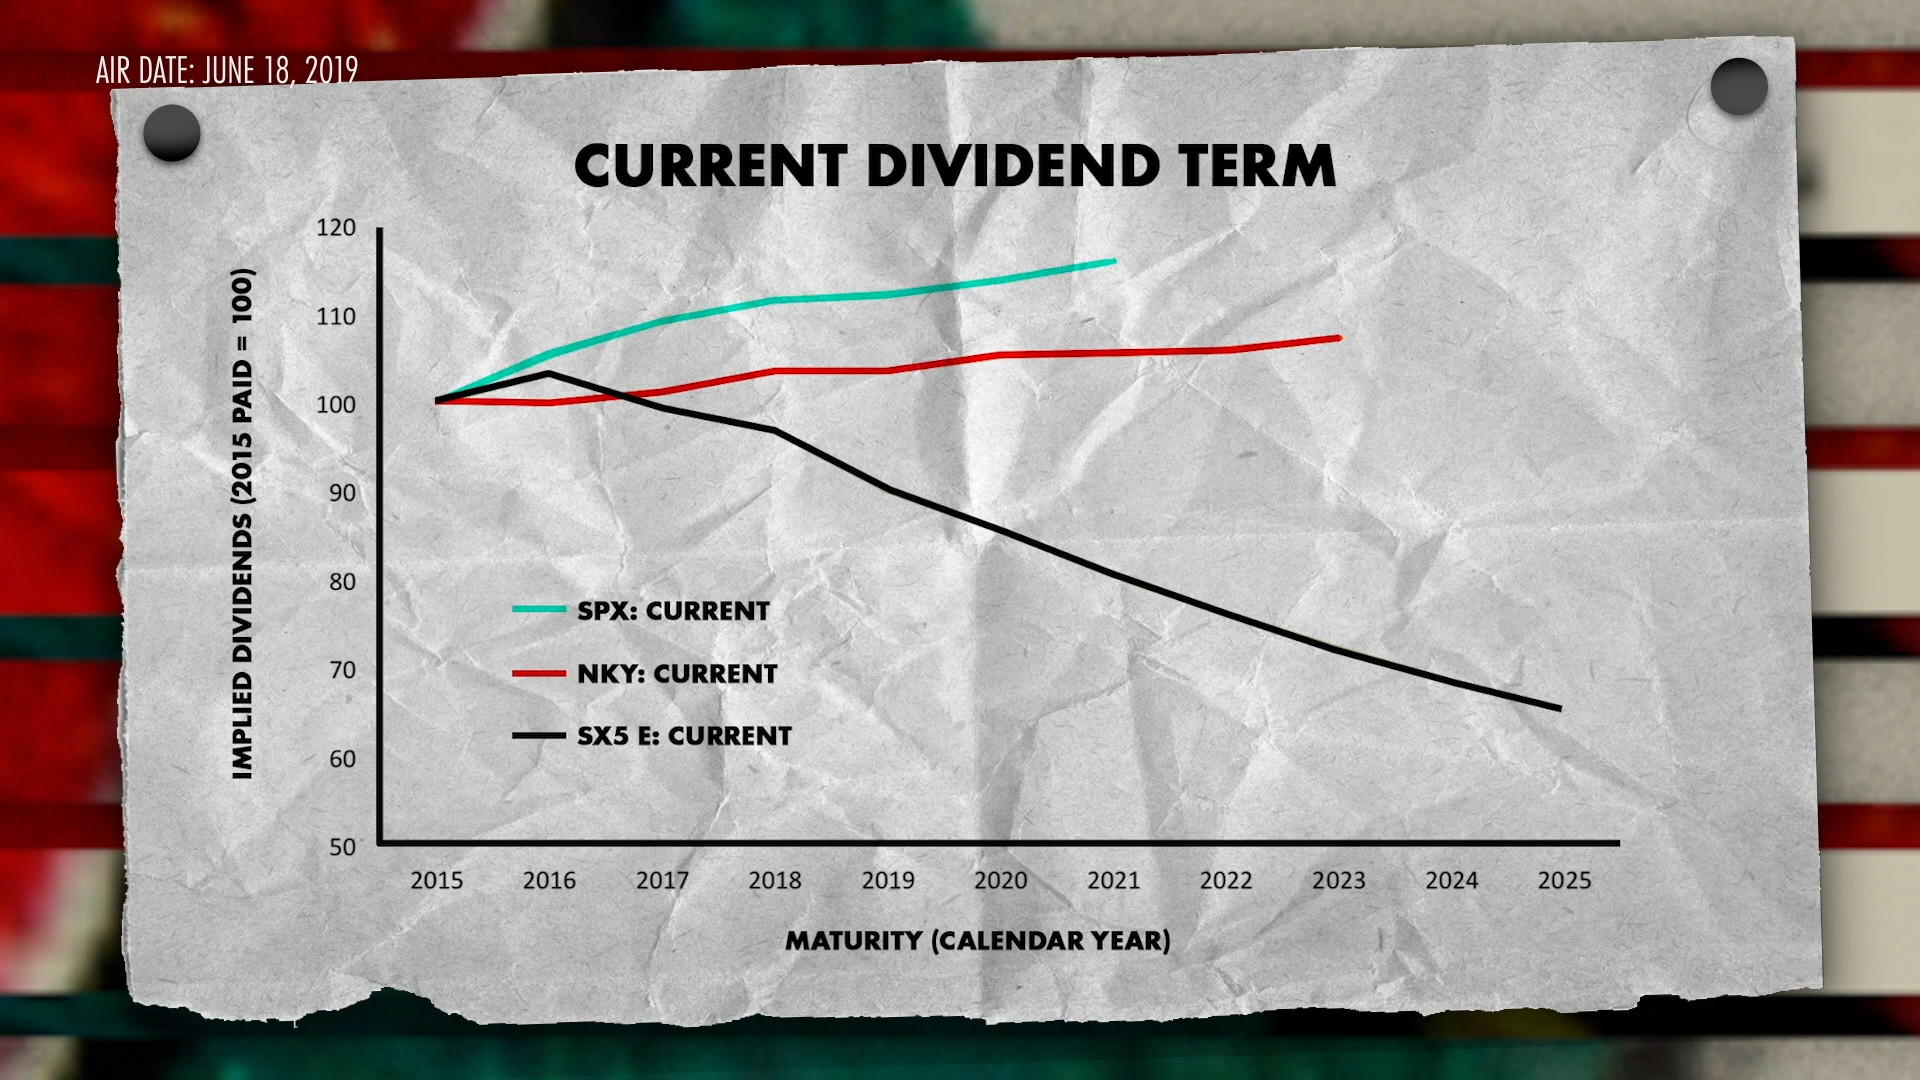 AIR DATE: JUNE 18, 2019
CURRENT DIVIDEND TERM
IMPLIED DIVIDENDS (2015 PAID = 100)
120
110
100
90
80
70
60
50
SPX: CURRENT
NKY: CURRENT
SX5 E: CURRENT
2015 2016 2017 2018 2019 2020 2021 2022 2023 2024 2025
MATURITY (CALENDAR YEAR)